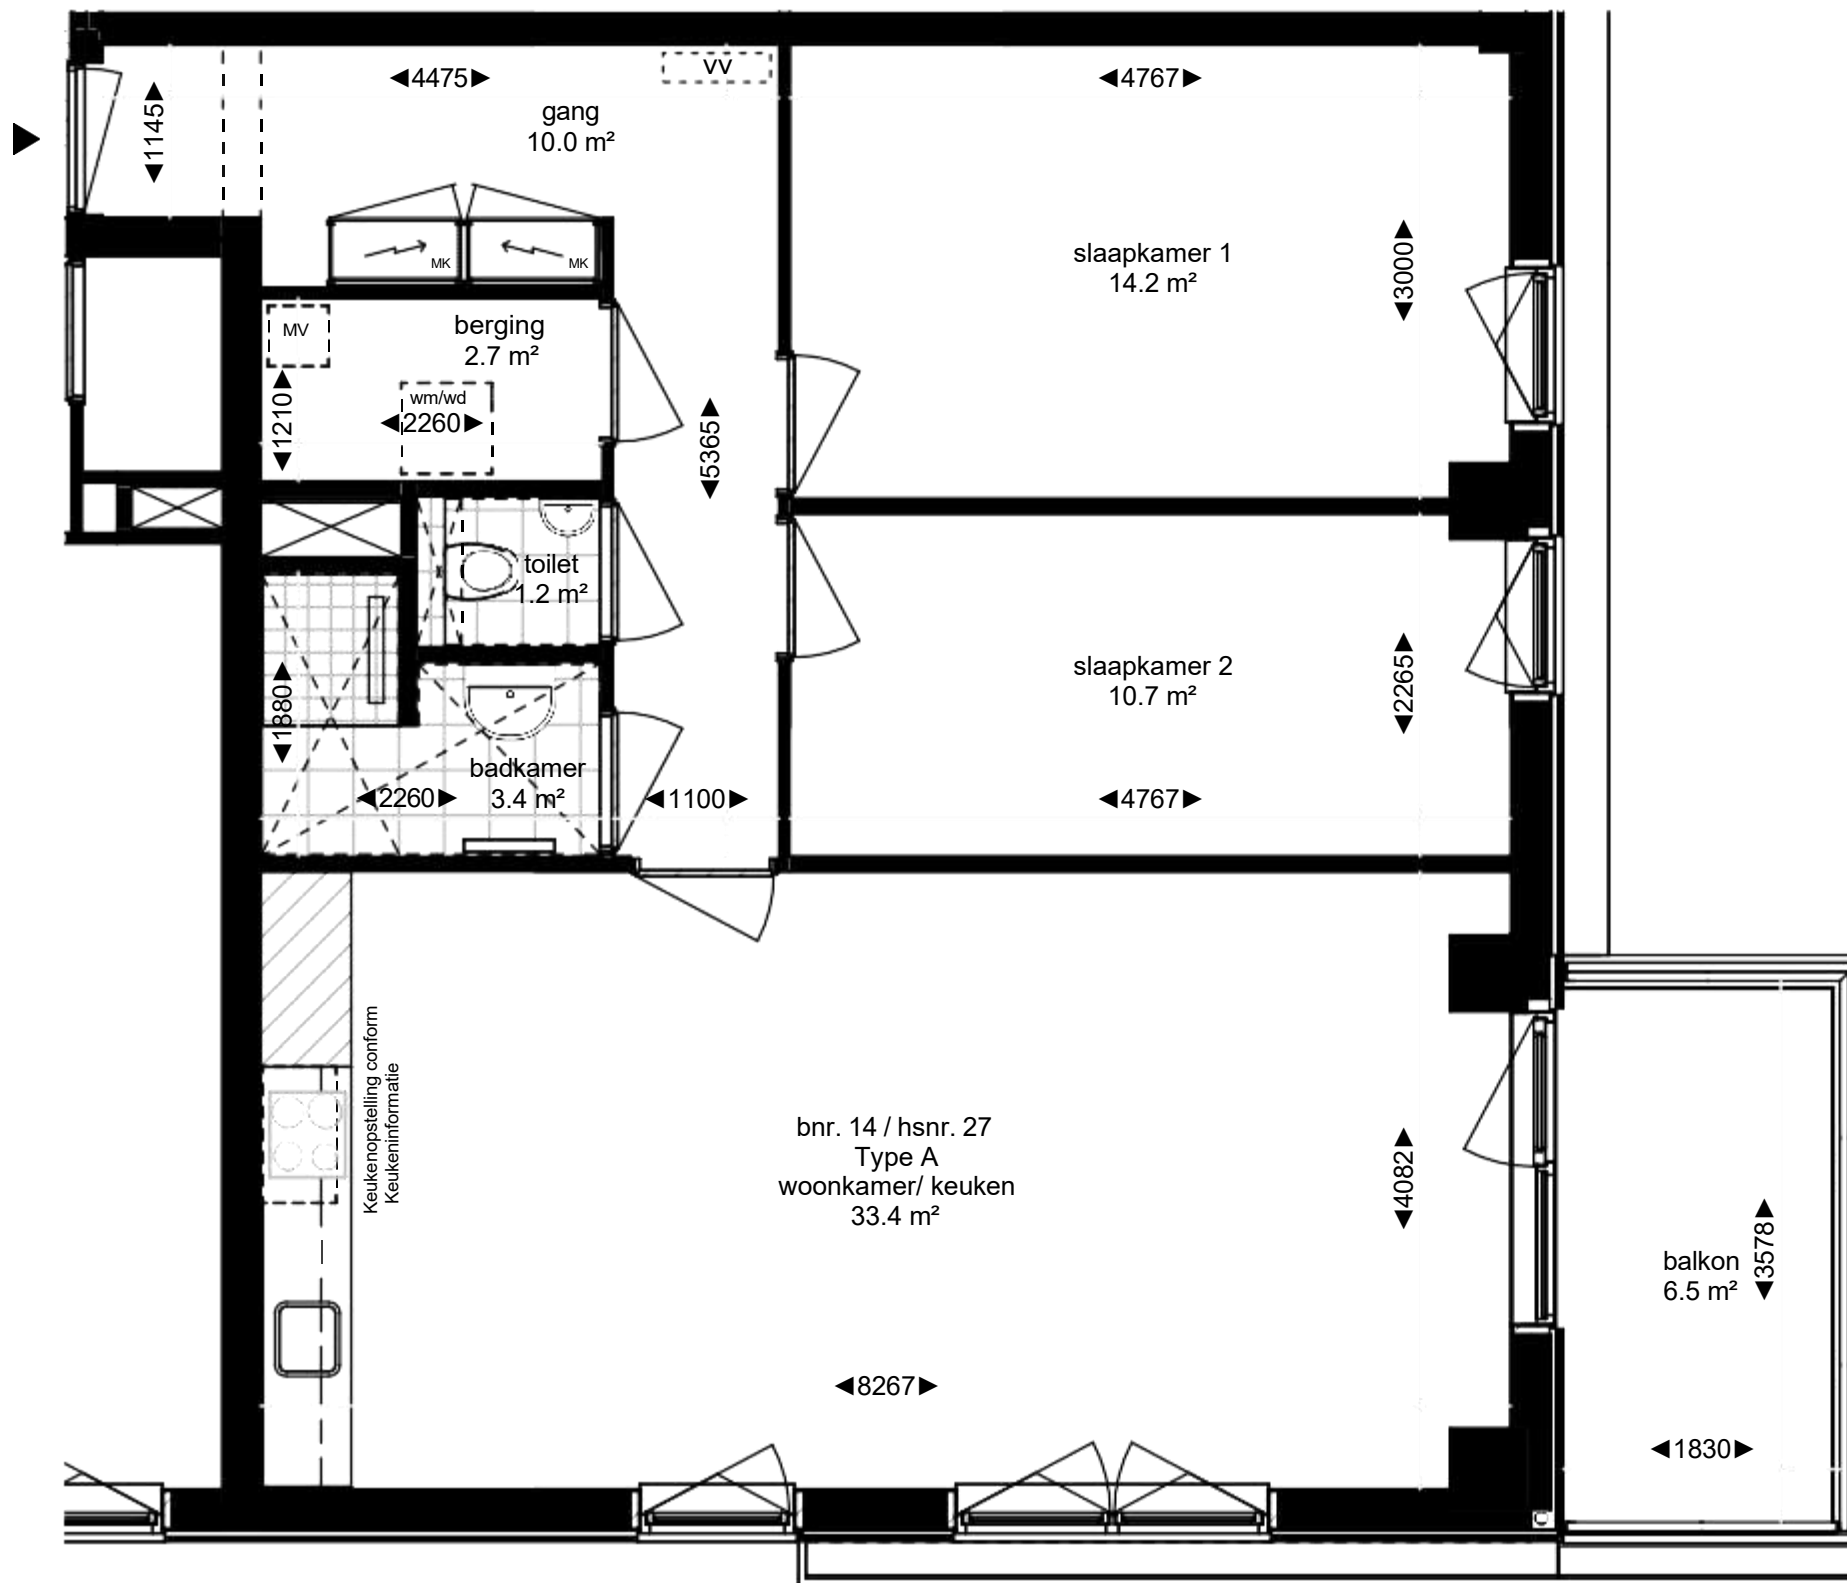 ◄4475►
VV
◄4767►
◄1145►
gang
10.0 m²
MK
MK
slaapkamer 1
14.2 m²
◄3000►
MV
berging
2.7 m²
wm/wd
◄2260►
◄1210►
◄5365►
toilet
1.2 m²
slaapkamer 2
10.7 m²
◄2265►
◄1880►
badkamer
3.4 m²
◄2260►
◄1100►
◄4767►
Keukenopstelling conform
Keukeninformatie
bnr. 14 / hsnr. 27
Type A
woonkamer/ keuken
33.4 m²
◄4082►
balkon
6.5 m²
◄3578►
◄8267►
◄1830►